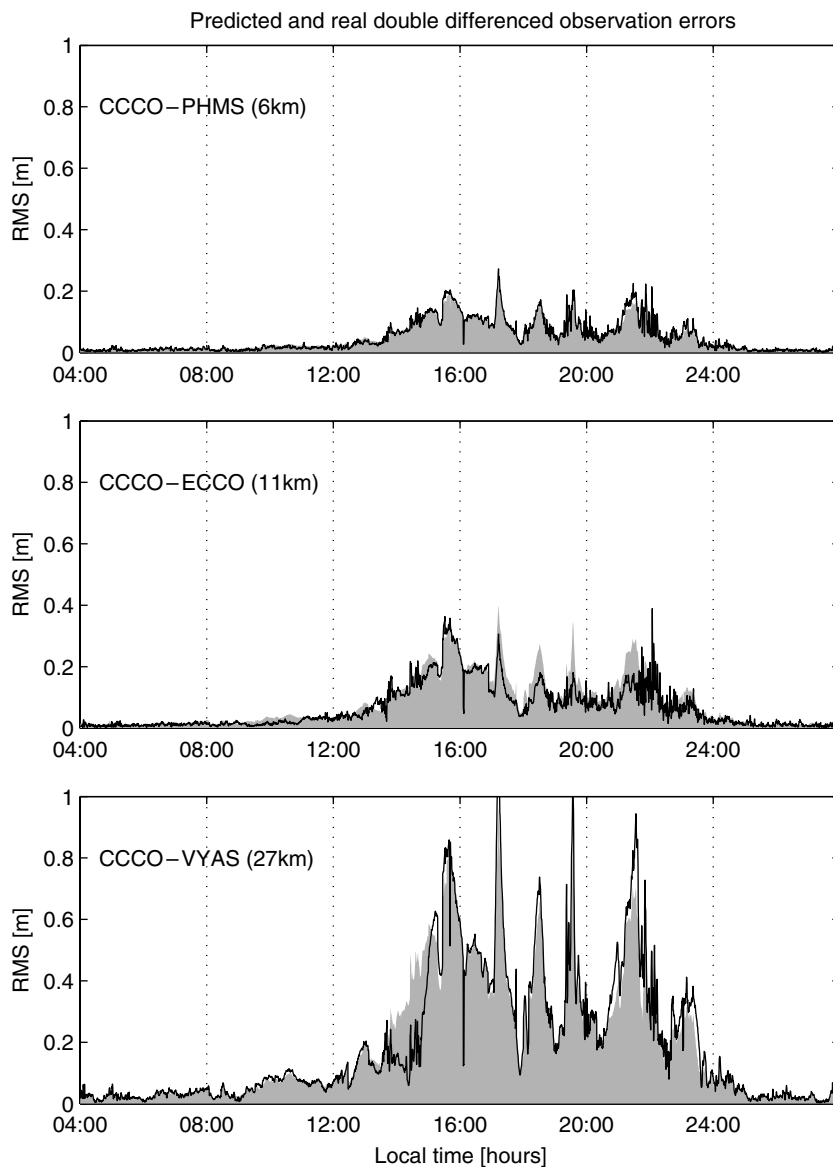 Predicted and real double differenced observation errors
1
0.8
0.6
0.4
0.2
0
RMS [m]
CCCO–PHMS (6km)
04:00 08:00 12:00 16:00 20:00 24:00
1
0.8
0.6
0.4
0.2
0
RMS [m]
CCCO–ECCO (11km)
04:00 08:00 12:00 16:00 20:00 24:00
1
0.8
0.6
0.4
0.2
0
RMS [m]
CCCO–VYAS (27km)
04:00 08:00 12:00 16:00 20:00 24:00
Local time [hours]